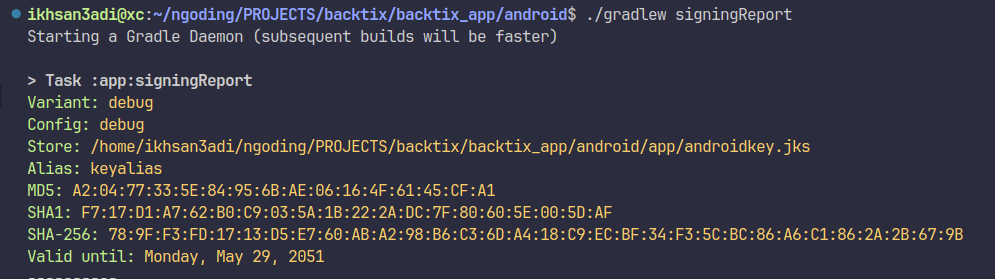 ikhsan3adi@xc:~/ngoding/PROJECTS/backtix/backtix_app/android$ ./gradlew signingReport
Starting a Gradle Daemon (subsequent builds will be faster)
> Task :app:signingReport
Variant: debug
Config: debug
Store: /home/ikhsan3adi/ngoding/PROJECTS/backtix/backtix_app/android/app/androidkey.jks
Alias: keyalias
MD5: A2:04:77:33:5E:84:95:6B:AE:06:16:4F:61:45:CF:A1
SHA1: F7:17:D1:A7:62:B0:C9:03:5A:1B:22:2A:DC:7F:80:60:5E:00:5D:AF
SHA-256: 78:9F:F3:FD:17:13:D5:E7:60:AB:A2:98:B6:C3:6D:A4:18:C9:EC:BF:34:F3:5C:BC:86:A6:C1:86:2A:2B:67:9B
Valid until: Monday, May 29, 2051
----------